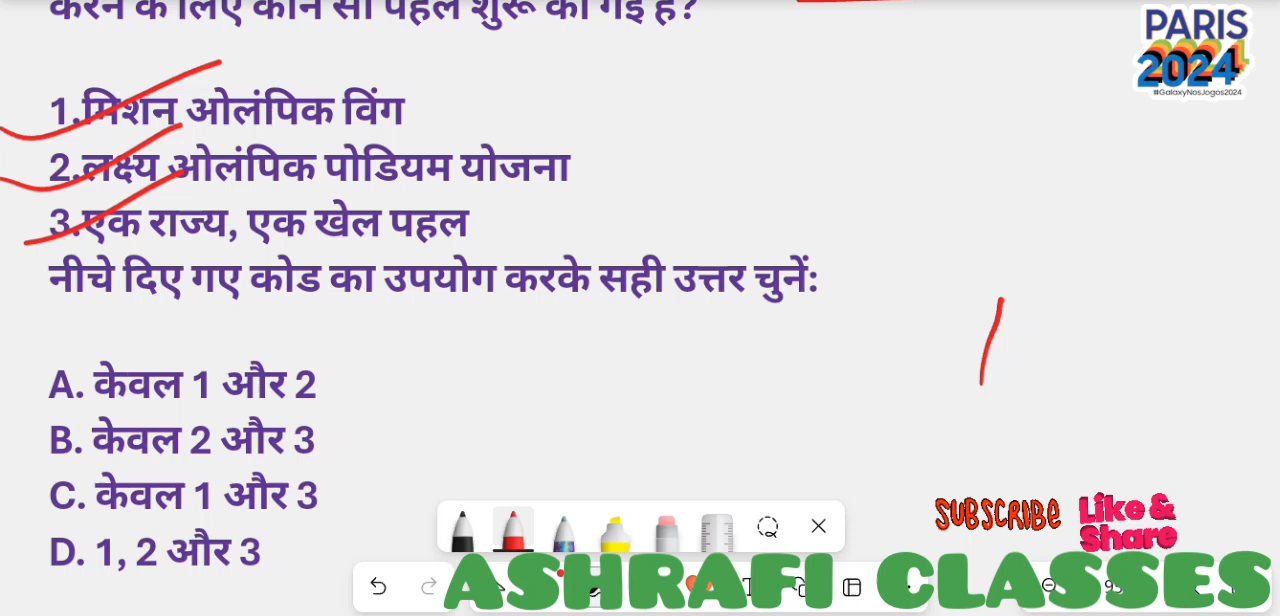 करने के लिए कौन सी पहल शुरू की गई है?
PARIS
2024
#GalaxyNosJogos2024
1.मिशन ओलंपिक विंग
2.लक्ष्य ओलंपिक पोडियम योजना
3.एक राज्य, एक खेल पहल
नीचे दिए गए कोड का उपयोग करके सही उत्तर चुनें:
A. केवल 1 और 2
B. केवल 2 और 3
C. केवल 1 और 3
D. 1, 2 और 3
SUBSCRIBE
Like &
Share
ASHRAFI CLASSES